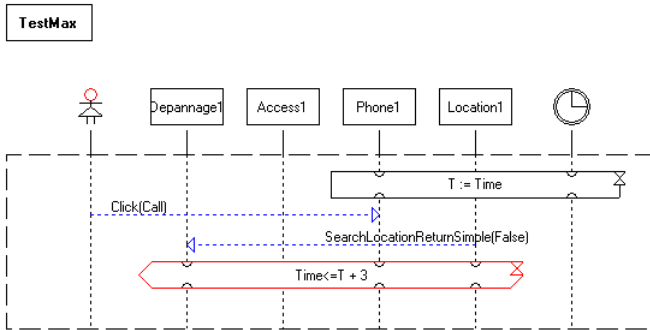 TestMax
Depannage1 Access1 Phone1 Location1
T := Time
Click(Call)
SearchLocationReturnSimple(False)
Time<=T + 3